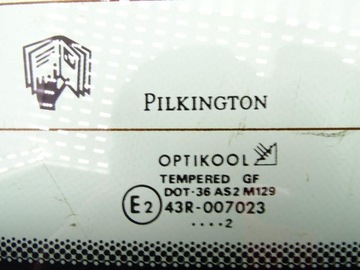 PILKINGTON
OPTIKOOL
TEMPERED GF
DOT·36 AS2 M129
E2 43R-007023
····2